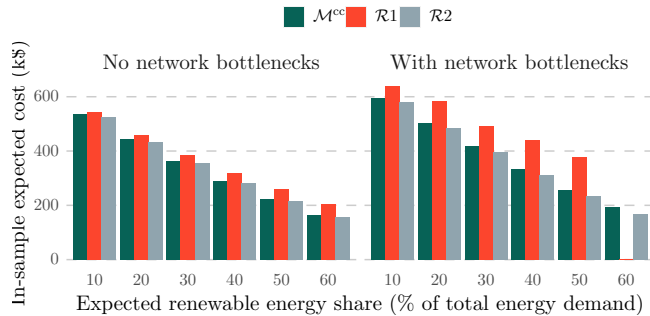 ℳᶜᶜ ℛ1 ℛ2
No network bottlenecks With network bottlenecks
In-sample expected cost (k$)
600
400
200
0
10 20 30 40 50 60 10 20 30 40 50 60
Expected renewable energy share (% of total energy demand)